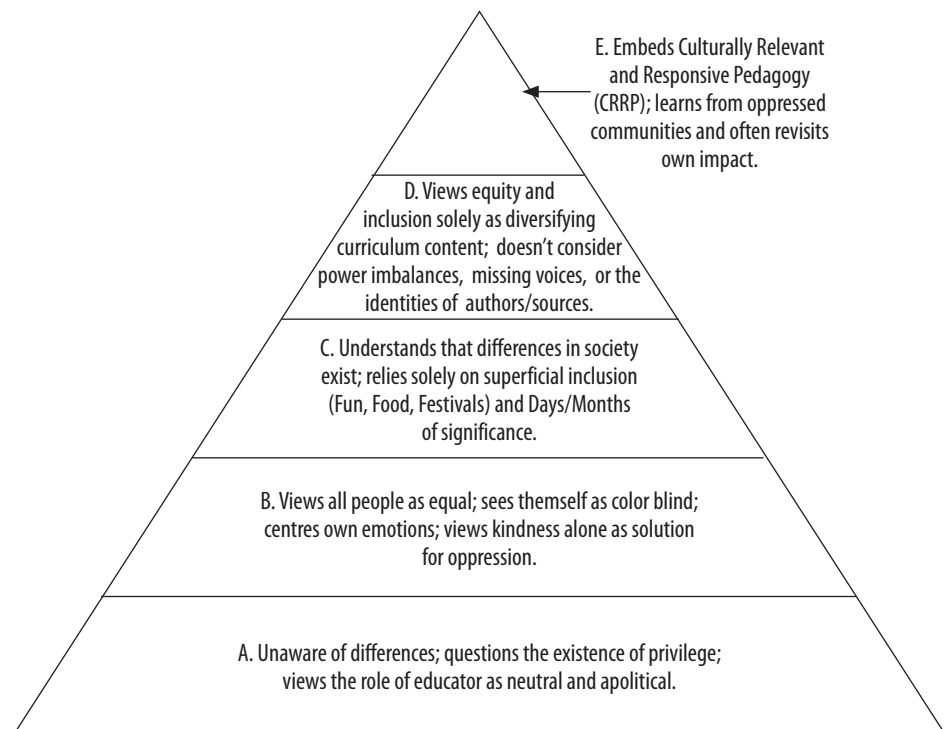 E. Embeds Culturally Relevant
and Responsive Pedagogy
(CRRP); learns from oppressed
communities and often revisits
own impact.
D. Views equity and
inclusion solely as diversifying
curriculum content; doesn't consider
power imbalances, missing voices, or the
identities of authors/sources.
C. Understands that differences in society
exist; relies solely on superficial inclusion
(Fun, Food, Festivals) and Days/Months
of significance.
B. Views all people as equal; sees themself as color blind;
centres own emotions; views kindness alone as solution
for oppression.
A. Unaware of differences; questions the existence of privilege;
views the role of educator as neutral and apolitical.